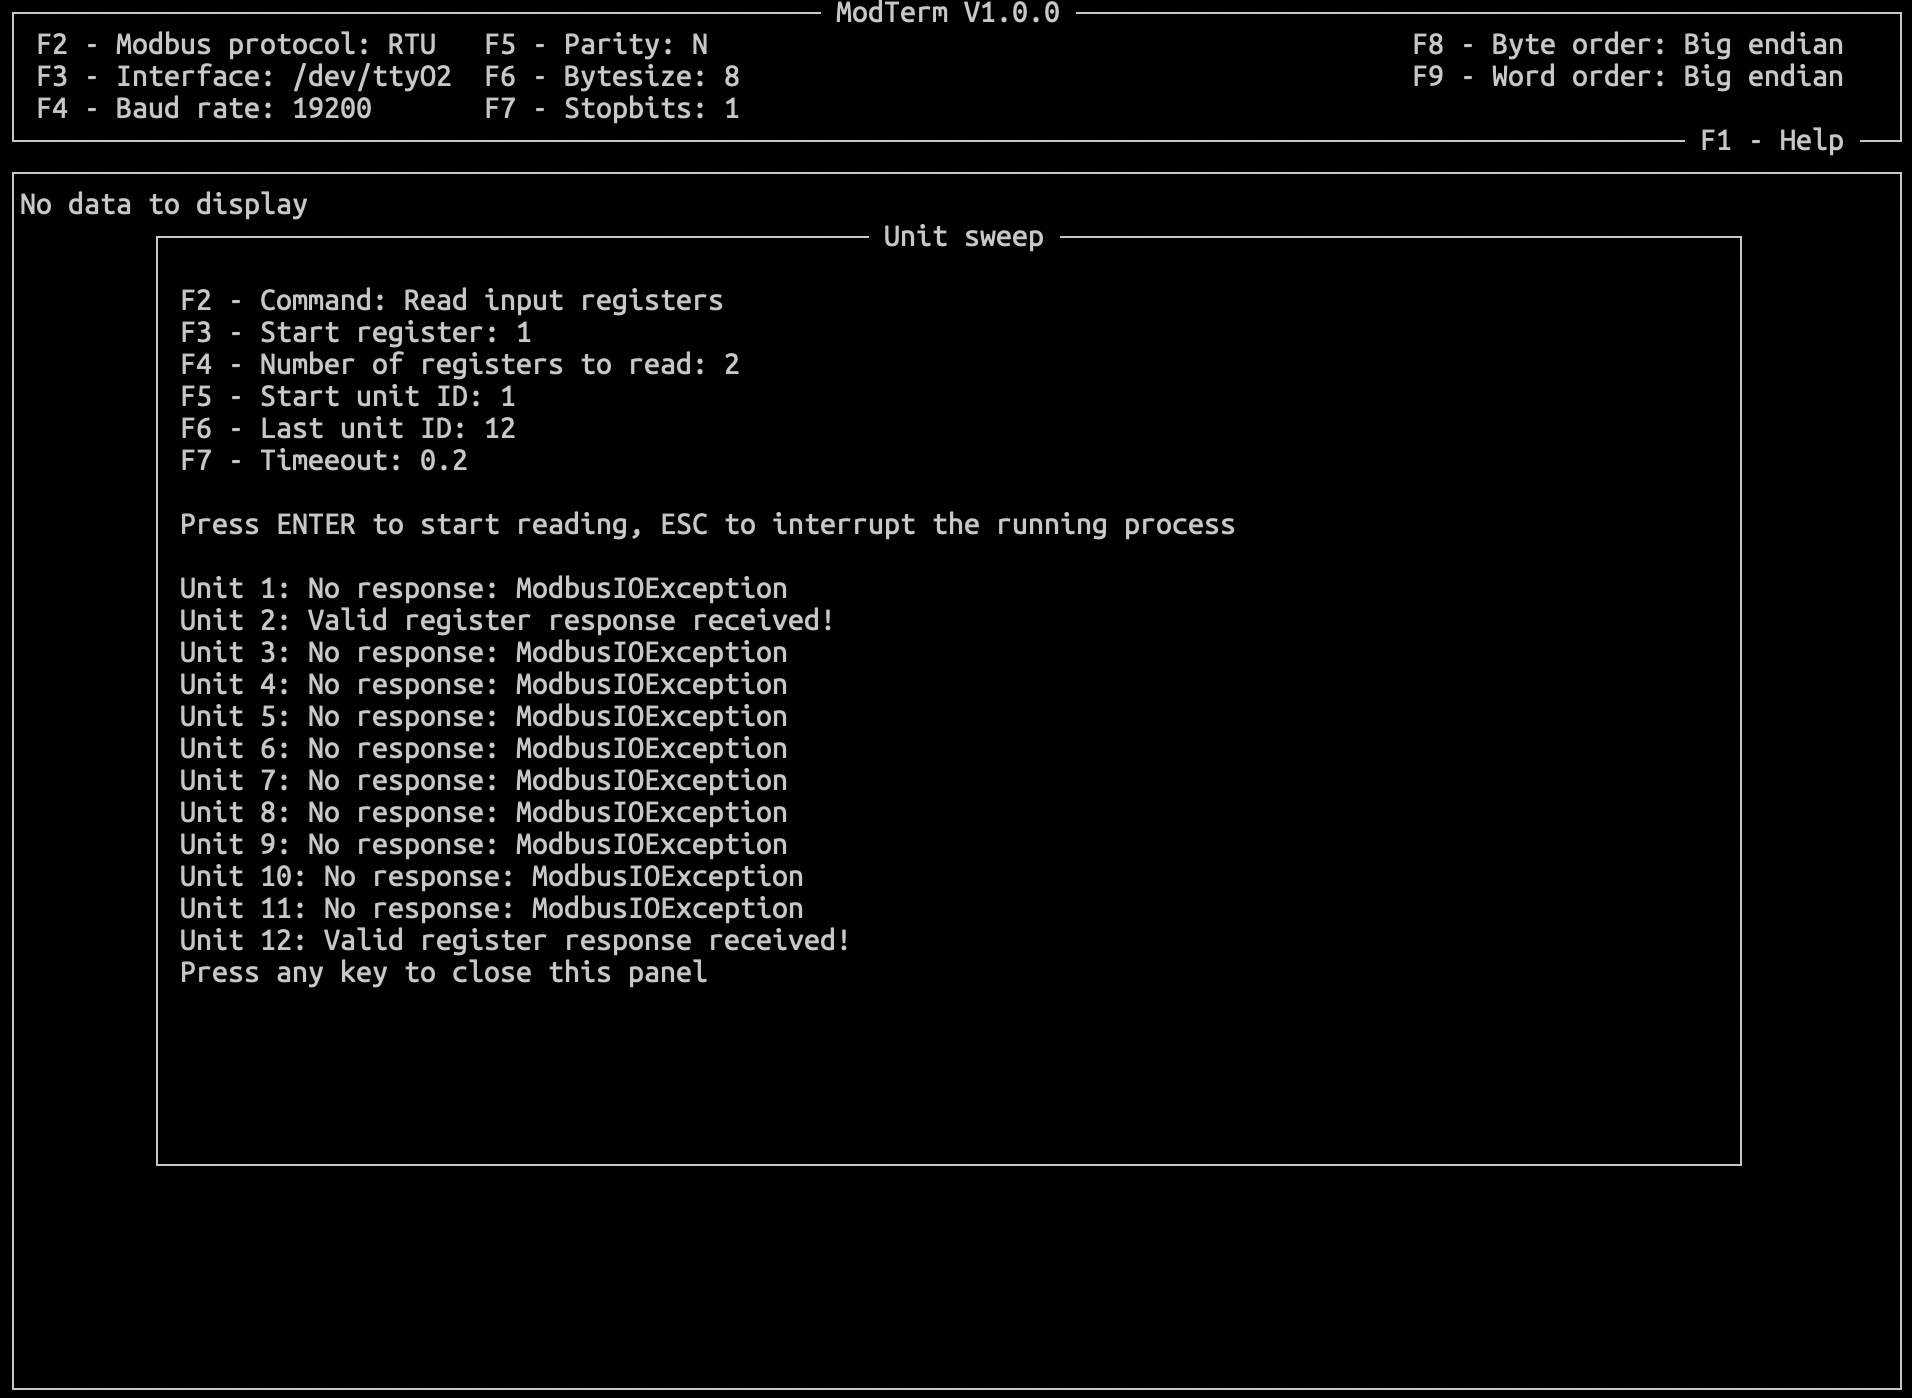 ModTerm V1.0.0
F2 - Modbus protocol: RTU   F5 - Parity: N   F8 - Byte order: Big endian
F3 - Interface: /dev/ttyO2  F6 - Bytesize: 8   F9 - Word order: Big endian
F4 - Baud rate: 19200   F7 - Stopbits: 1
F1 - Help
No data to display
Unit sweep
F2 - Command: Read input registers
F3 - Start register: 1
F4 - Number of registers to read: 2
F5 - Start unit ID: 1
F6 - Last unit ID: 12
F7 - Timeeout: 0.2
Press ENTER to start reading, ESC to interrupt the running process
Unit 1: No response: ModbusIOException
Unit 2: Valid register response received!
Unit 3: No response: ModbusIOException
Unit 4: No response: ModbusIOException
Unit 5: No response: ModbusIOException
Unit 6: No response: ModbusIOException
Unit 7: No response: ModbusIOException
Unit 8: No response: ModbusIOException
Unit 9: No response: ModbusIOException
Unit 10: No response: ModbusIOException
Unit 11: No response: ModbusIOException
Unit 12: Valid register response received!
Press any key to close this panel